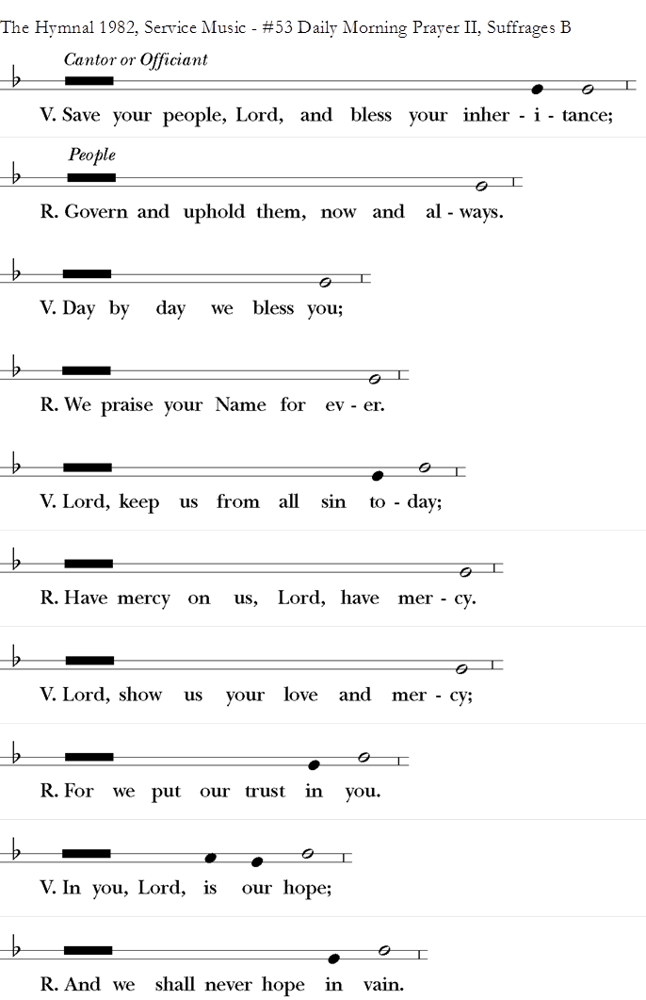 The Hymnal 1982, Service Music - #53 Daily Morning Prayer II, Suffrages B
Cantor or Officiant
V. Save your people, Lord, and bless your inher - i - tance;
People
R. Govern and uphold them, now and al - ways.
V. Day by day we bless you;
R. We praise your Name for ev - er.
V. Lord, keep us from all sin to - day;
R. Have mercy on us, Lord, have mer - cy.
V. Lord, show us your love and mer - cy;
R. For we put our trust in you.
V. In you, Lord, is our hope;
R. And we shall never hope in vain.